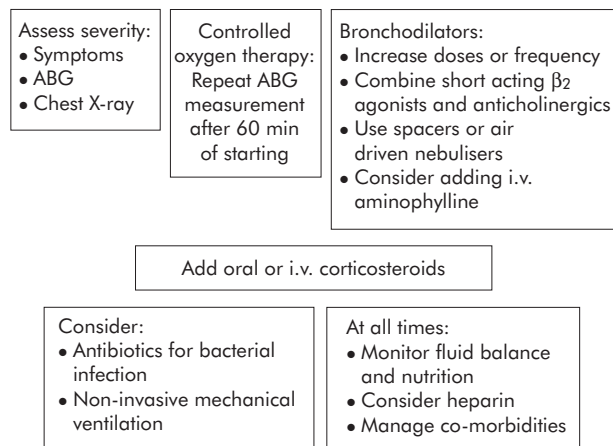 Assess severity:
• Symptoms
• ABG
• Chest X-ray
Controlled
oxygen therapy:
Repeat ABG
measurement
after 60 min
of starting
Bronchodilators:
• Increase doses or frequency
• Combine short acting β₂
agonists and anticholinergics
• Use spacers or air
driven nebulisers
• Consider adding i.v.
aminophylline
Add oral or i.v. corticosteroids
Consider:
• Antibiotics for bacterial
infection
• Non-invasive mechanical
ventilation
At all times:
• Monitor fluid balance
and nutrition
• Consider heparin
• Manage co-morbidities